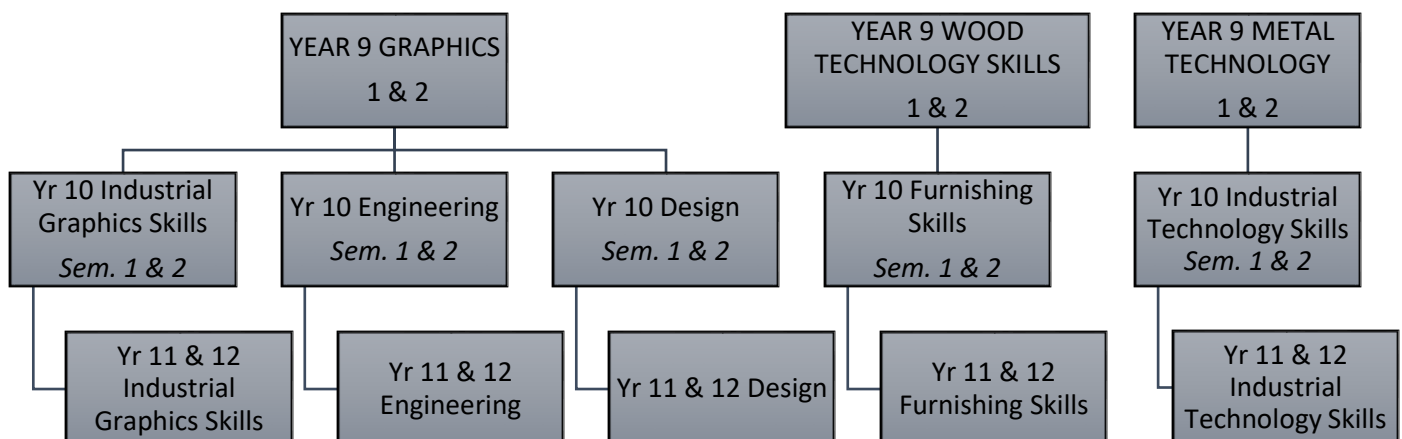 YEAR 9 GRAPHICS
1 & 2
YEAR 9 WOOD
TECHNOLOGY SKILLS
1 & 2
YEAR 9 METAL
TECHNOLOGY
1 & 2
Yr 10 Industrial
Graphics Skills
Sem. 1 & 2
Yr 10 Engineering
Sem. 1 & 2
Yr 10 Design
Sem. 1 & 2
Yr 10 Furnishing
Skills
Sem. 1 & 2
Yr 10 Industrial
Technology Skills
Sem. 1 & 2
Yr 11 & 12
Industrial
Graphics Skills
Yr 11 & 12
Engineering
Yr 11 & 12 Design
Yr 11 & 12
Furnishing Skills
Yr 11 & 12
Industrial
Technology Skills